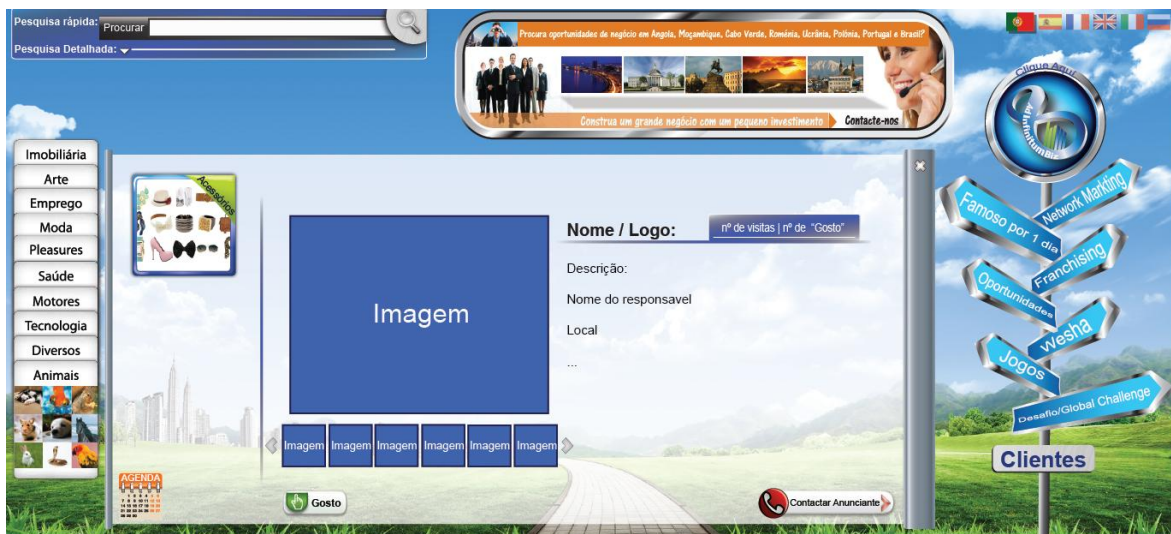 Pesquisa rápida:
Procurar
Pesquisa Detalhada:
Procura oportunidades de negócio em Angola, Moçambique, Cabo Verde, Roménia, Ucrânia, Polónia, Portugal e Brasil?
Construa um grande negócio com um pequeno investimento
Contacte-nos
Clique Aqui
Imobiliária
Arte
Emprego
Moda
Pleasures
Saúde
Motores
Tecnologia
Diversos
Animais
Acessórios
AGENDA
Imagem
Imagem Imagem Imagem Imagem Imagem Imagem
Gosto
Nome / Logo:
nº de visitas | nº de "Gosto"
Descrição:
Nome do responsavel
Local
...
Contactar Anunciante
Network Markting
Famoso por 1 dia
Franchising
Oportunidades
Wesha
Jogos
Desafio/Global Challenge
Clientes